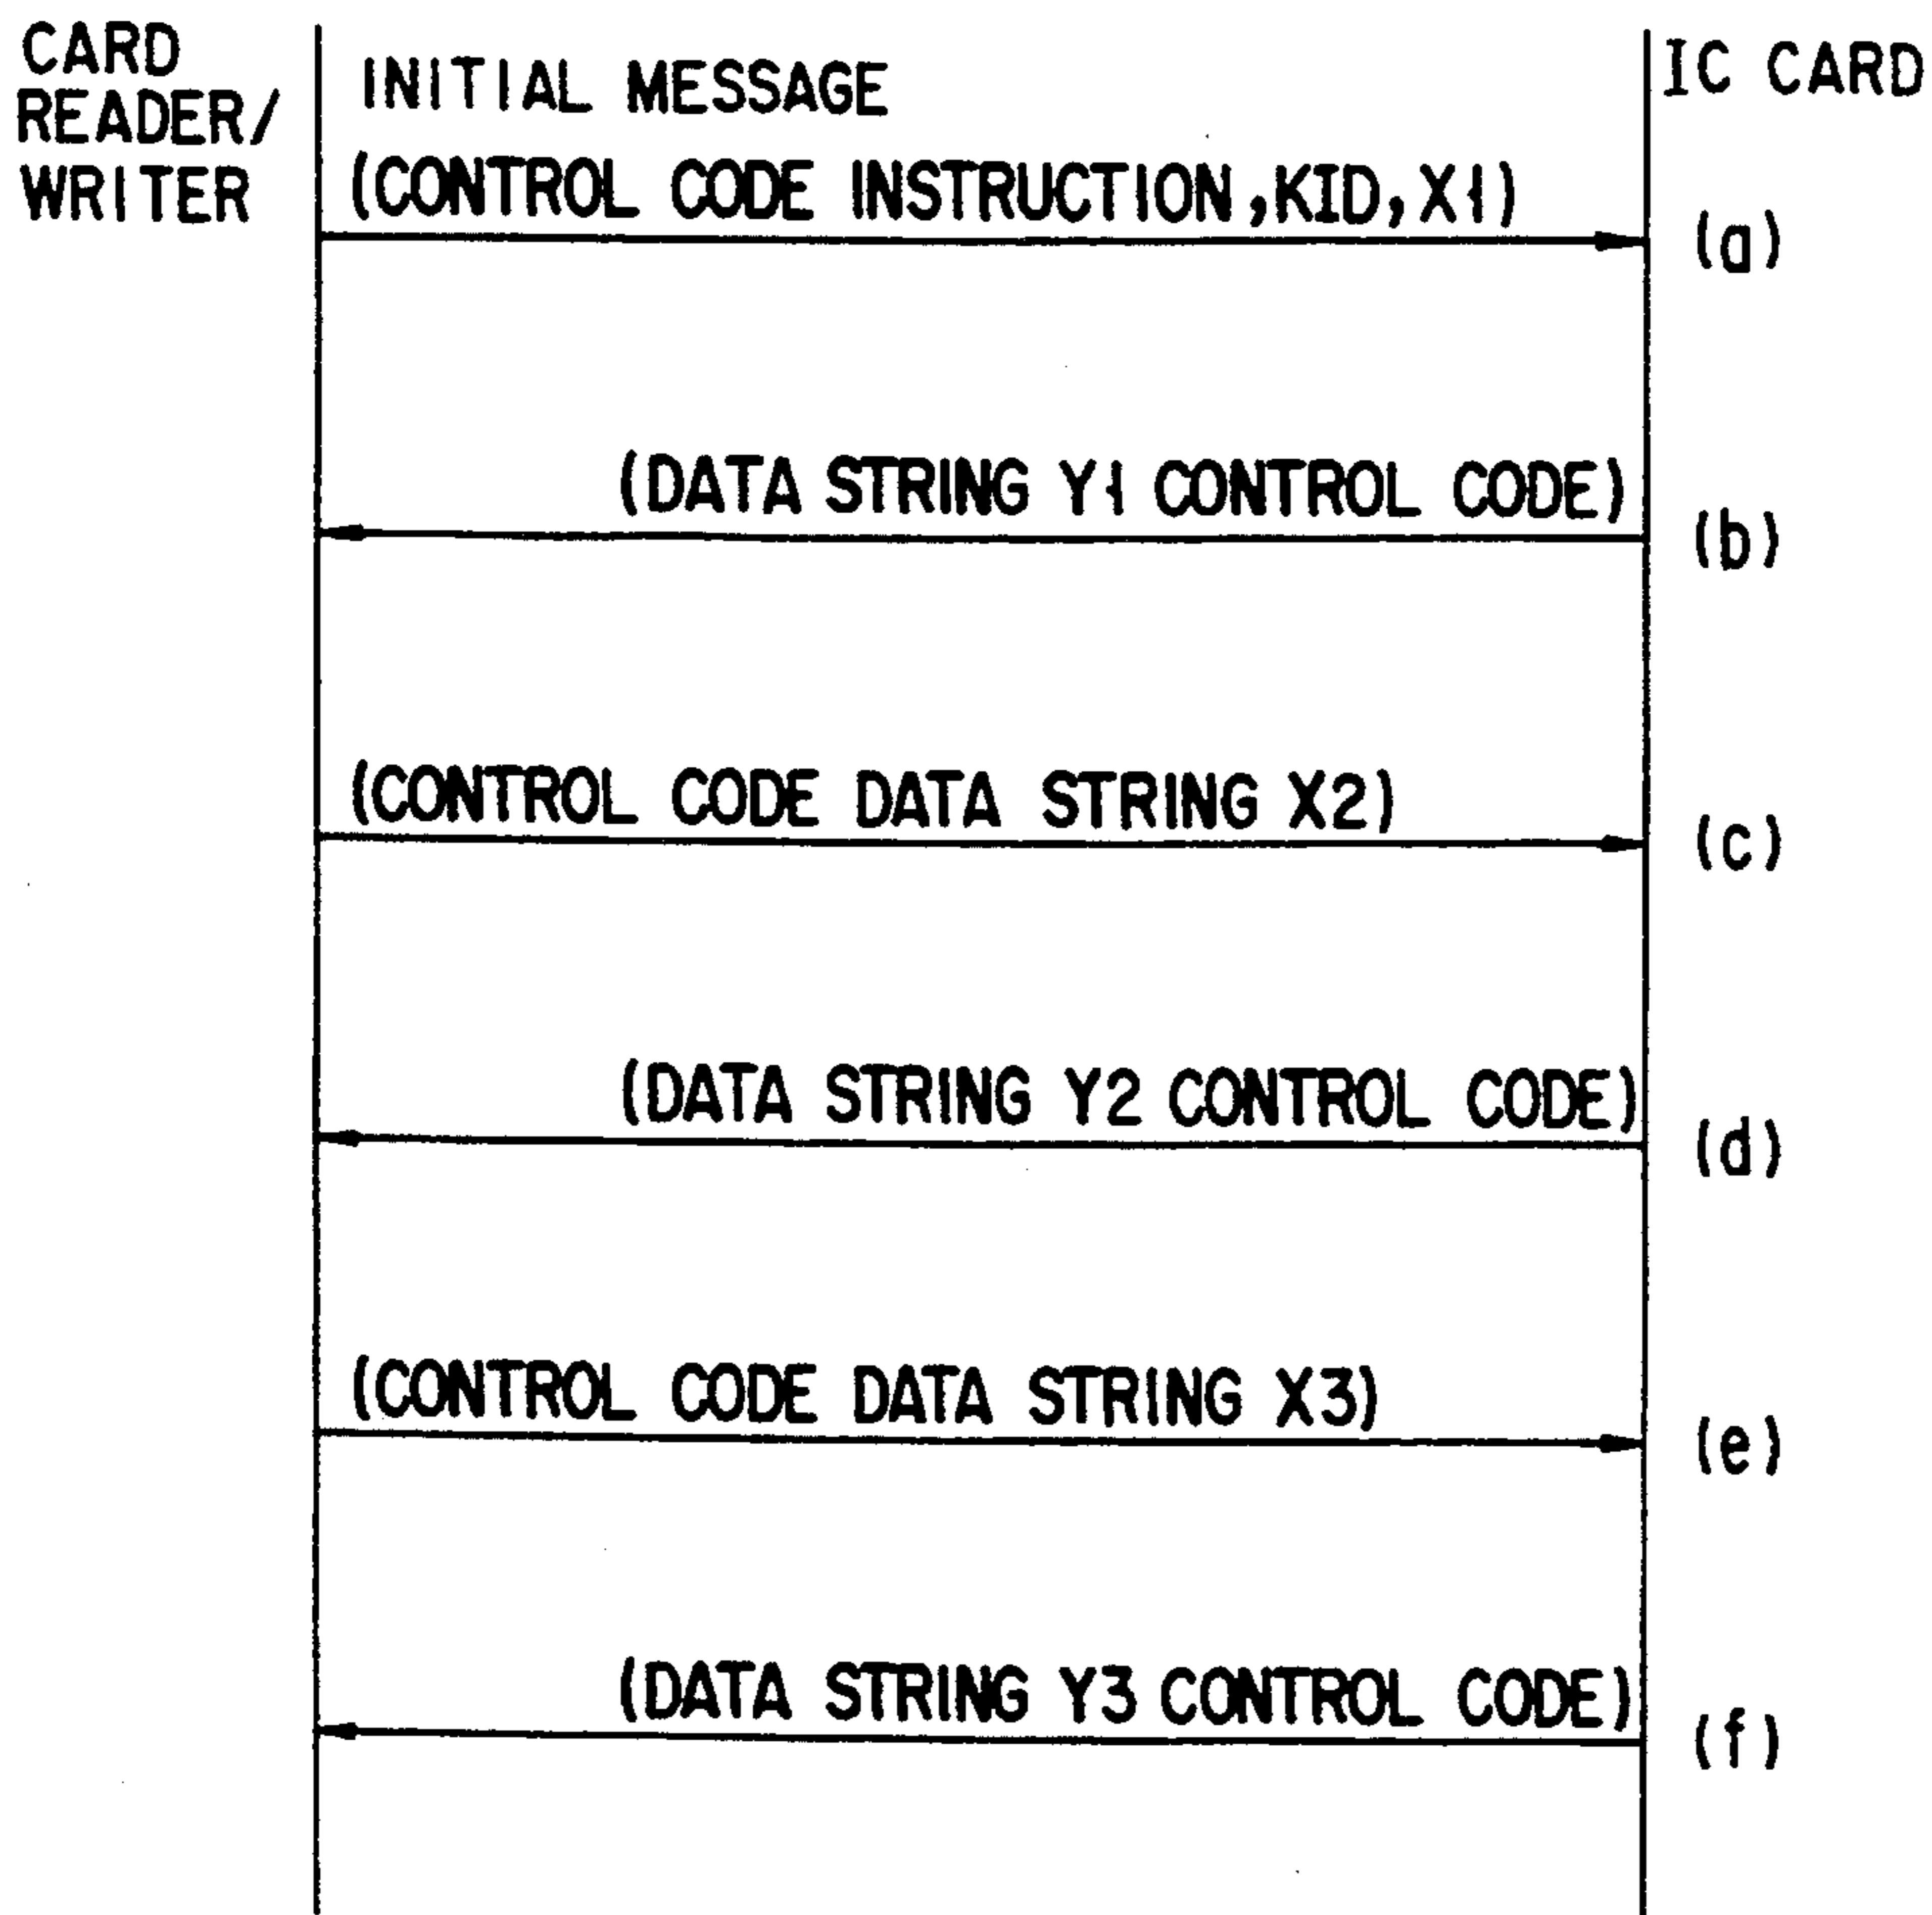 CARD
READER/
WRITER
INITIAL MESSAGE
IC CARD
(CONTROL CODE INSTRUCTION,KID,X1)
(a)
(DATA STRING Y1 CONTROL CODE)
(b)
(CONTROL CODE DATA STRING X2)
(c)
(DATA STRING Y2 CONTROL CODE)
(d)
(CONTROL CODE DATA STRING X3)
(e)
(DATA STRING Y3 CONTROL CODE)
(f)